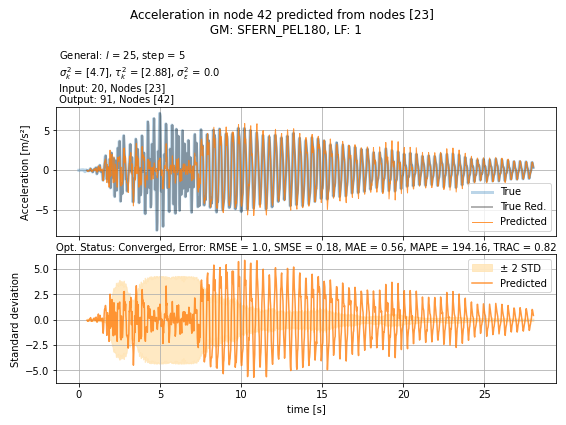 Acceleration in node 42 predicted from nodes [23]
GM: SFERN_PEL180, LF: 1
General: l = 25, step = 5
σ²ₖ = [4.7], τ²ₖ = [2.88], σ²_ε = 0.0
Input: 20, Nodes [23]
Output: 91, Nodes [42]
Acceleration [m/s²]
5
0
−5
True
True Red.
Predicted
Opt. Status: Converged, Error: RMSE = 1.0, SMSE = 0.18, MAE = 0.56, MAPE = 194.16, TRAC = 0.82
Standard deviation
5.0
2.5
0.0
−2.5
−5.0
± 2 STD
Predicted
0 5 10 15 20 25
time [s]